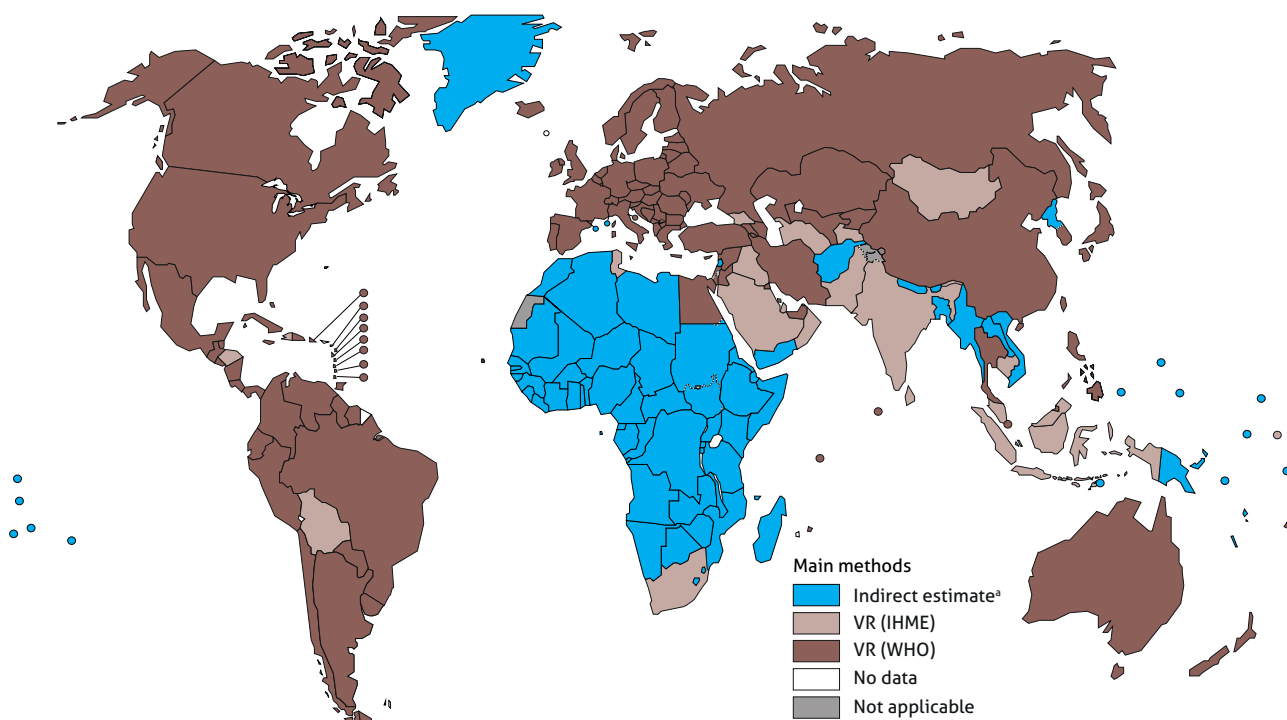 Main methods
Indirect estimateᵃ
VR (IHME)
VR (WHO)
No data
Not applicable